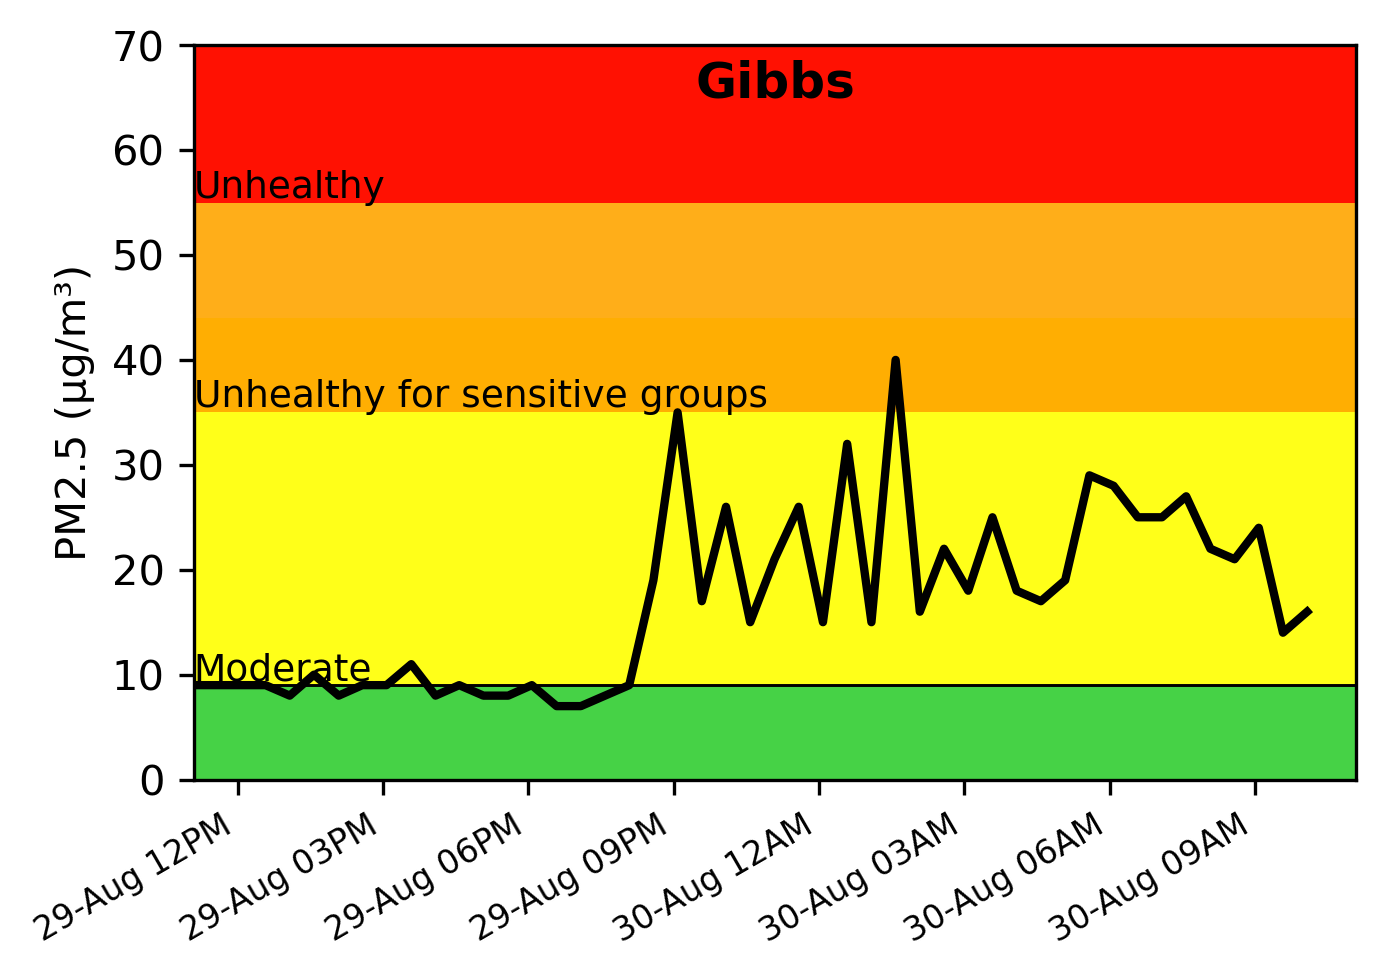 Gibbs
PM2.5 (µg/m³)
70
60
50
40
30
20
10
0
Unhealthy
Unhealthy for sensitive groups
Moderate
29-Aug 12PM
29-Aug 03PM
29-Aug 06PM
29-Aug 09PM
30-Aug 12AM
30-Aug 03AM
30-Aug 06AM
30-Aug 09AM